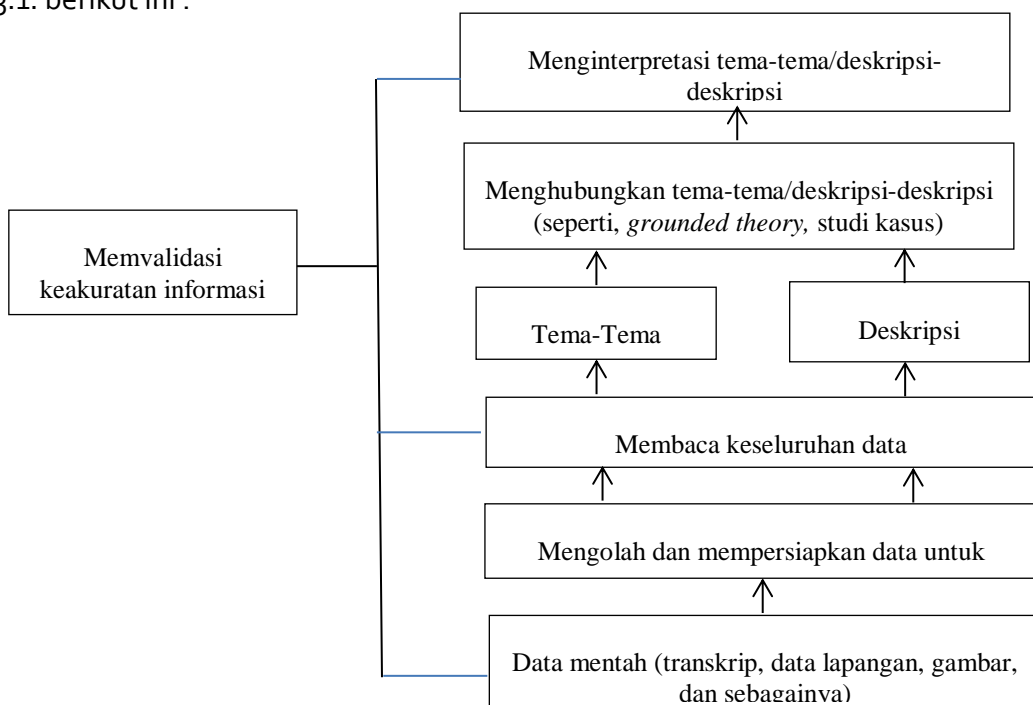 3.1. berikut ini :
Menginterpretasi tema-tema/deskripsi-
deskripsi
Menghubungkan tema-tema/deskripsi-deskripsi
(seperti, grounded theory, studi kasus)
Memvalidasi
keakuratan informasi
Tema-Tema
Deskripsi
Membaca keseluruhan data
Mengolah dan mempersiapkan data untuk
Data mentah (transkrip, data lapangan, gambar,
dan sebagainya)